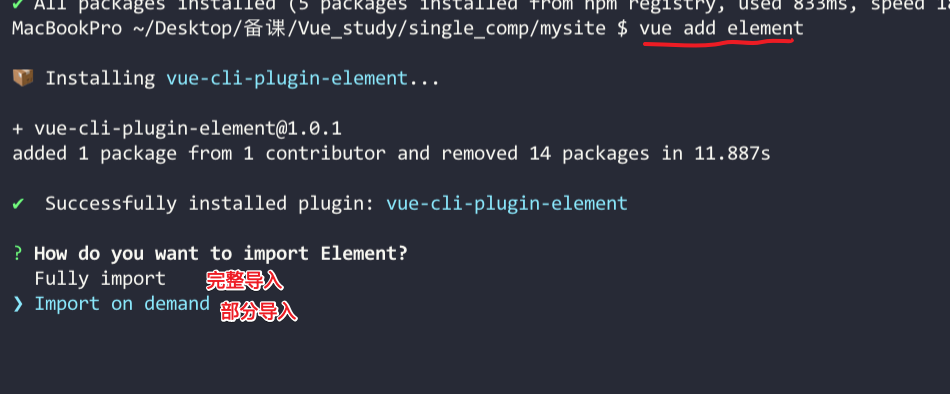 ✔ All packages installed (5 packages installed from npm registry, used 833ms, speed
MacBookPro ~/Desktop/备课/Vue_study/single_comp/mysite $ vue add element
📦 Installing vue-cli-plugin-element...
+ vue-cli-plugin-element@1.0.1
added 1 package from 1 contributor and removed 14 packages in 11.887s
✔ Successfully installed plugin: vue-cli-plugin-element
? How do you want to import Element?
Fully import 完整导入
❯ Import on demand 部分导入